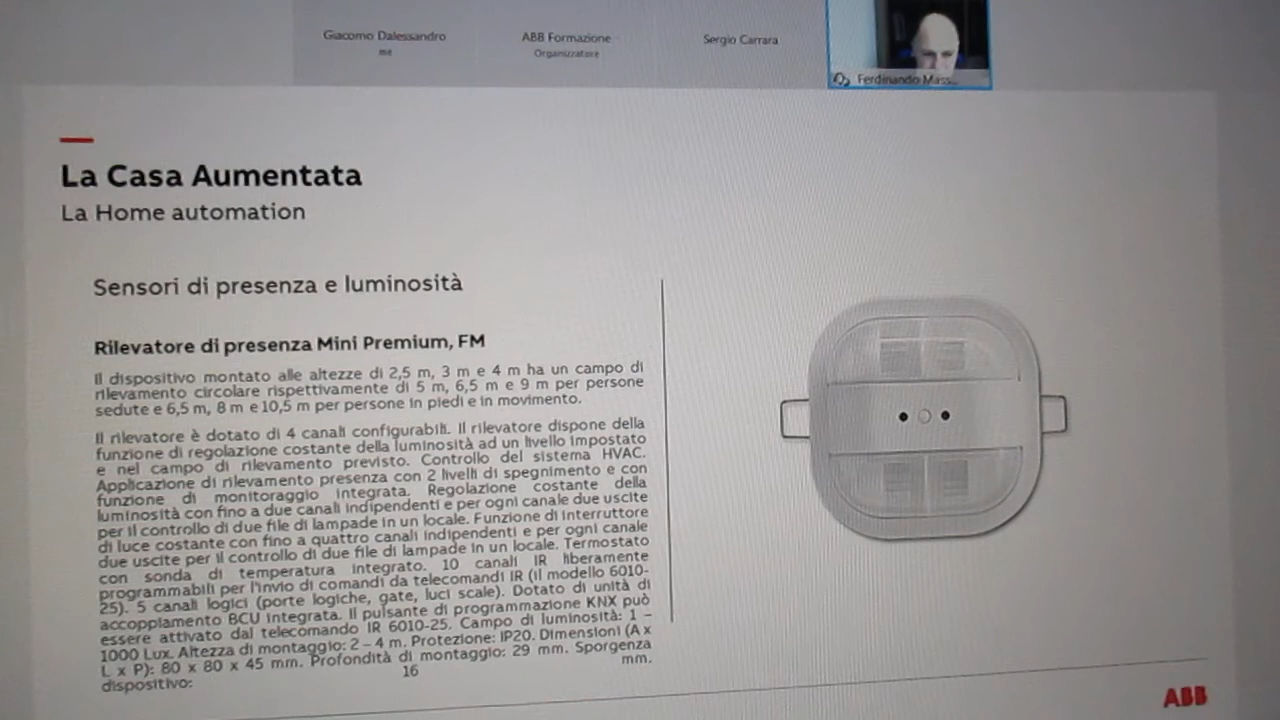 Giacomo Dalessandro
me
ABB Formazione
Organizzatore
Sergio Carrara
Ferdinando Mass...
La Casa Aumentata
La Home automation
Sensori di presenza e luminosità
Rilevatore di presenza Mini Premium, FM
Il dispositivo montato alle altezze di 2,5 m, 3 m e 4 m ha un campo di
rilevamento circolare rispettivamente di 5 m, 6,5 m e 9 m per persone
sedute e 6,5 m, 8 m e 10,5 m per persone in piedi e in movimento.
Il rilevatore è dotato di 4 canali configurabili. Il rilevatore dispone della
funzione di regolazione costante della luminosità ad un livello impostato
e nel campo di rilevamento previsto. Controllo del sistema HVAC.
Applicazione di rilevamento presenza con 2 livelli di spegnimento e con
funzione di monitoraggio integrata. Regolazione costante della
luminosità con fino a due canali indipendenti e per ogni canale due uscite
per il controllo di due file di lampade in un locale. Funzione di interruttore
di luce costante con fino a quattro canali indipendenti e per ogni canale
due uscite per il controllo di due file di lampade in un locale. Termostato
con sonda di temperatura integrato. 10 canali IR liberamente
programmabili per l'invio di comandi da telecomandi IR (il modello 6010-
25). 5 canali logici (porte logiche, gate, luci scale). Dotato di unità di
accoppiamento BCU integrata. Il pulsante di programmazione KNX può
essere attivato dal telecomando IR 6010-25. Campo di luminosità: 1 –
1000 Lux. Altezza di montaggio: 2 – 4 m. Protezione: IP20. Dimensioni (A x
L x P): 80 x 80 x 45 mm. Profondità di montaggio: 29 mm. Sporgenza
dispositivo: 16 mm.
ABB